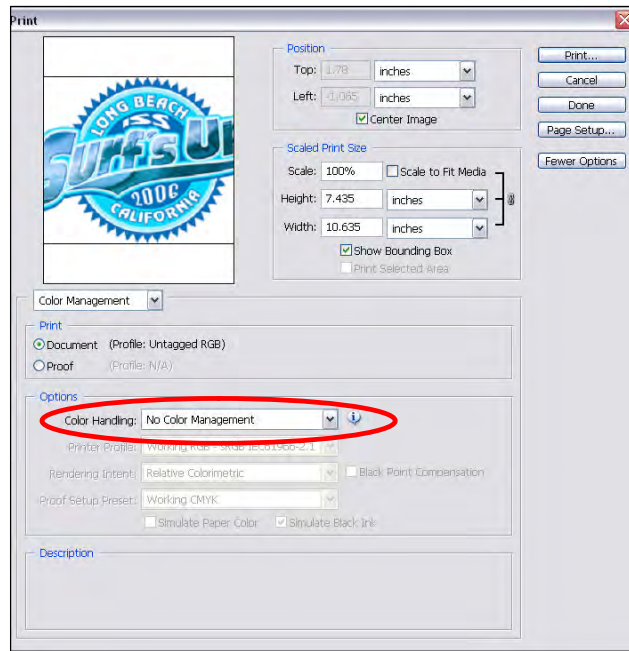 Print
LONG BEACH
ISS
Surf's U
2006
CALIFORNIA
Position
Top: 1.78 inches
Left: -1.065 inches
Center Image
Scaled Print Size
Scale: 100% Scale to Fit Media
Height: 7.435 inches
Width: 10.635 inches
Show Bounding Box
Print Selected Area
Print...
Cancel
Done
Page Setup...
Fewer Options
Color Management
Print
Document (Profile: Untagged RGB)
Proof (Profile: N/A)
Options
Color Handling: No Color Management
Printer Profile: Working RGB - sRGB IEC61966-2.1
Rendering Intent: Relative Colorimetric Black Point Compensation
Proof Setup Preset: Working CMYK
Simulate Paper Color Simulate Black Ink
Description